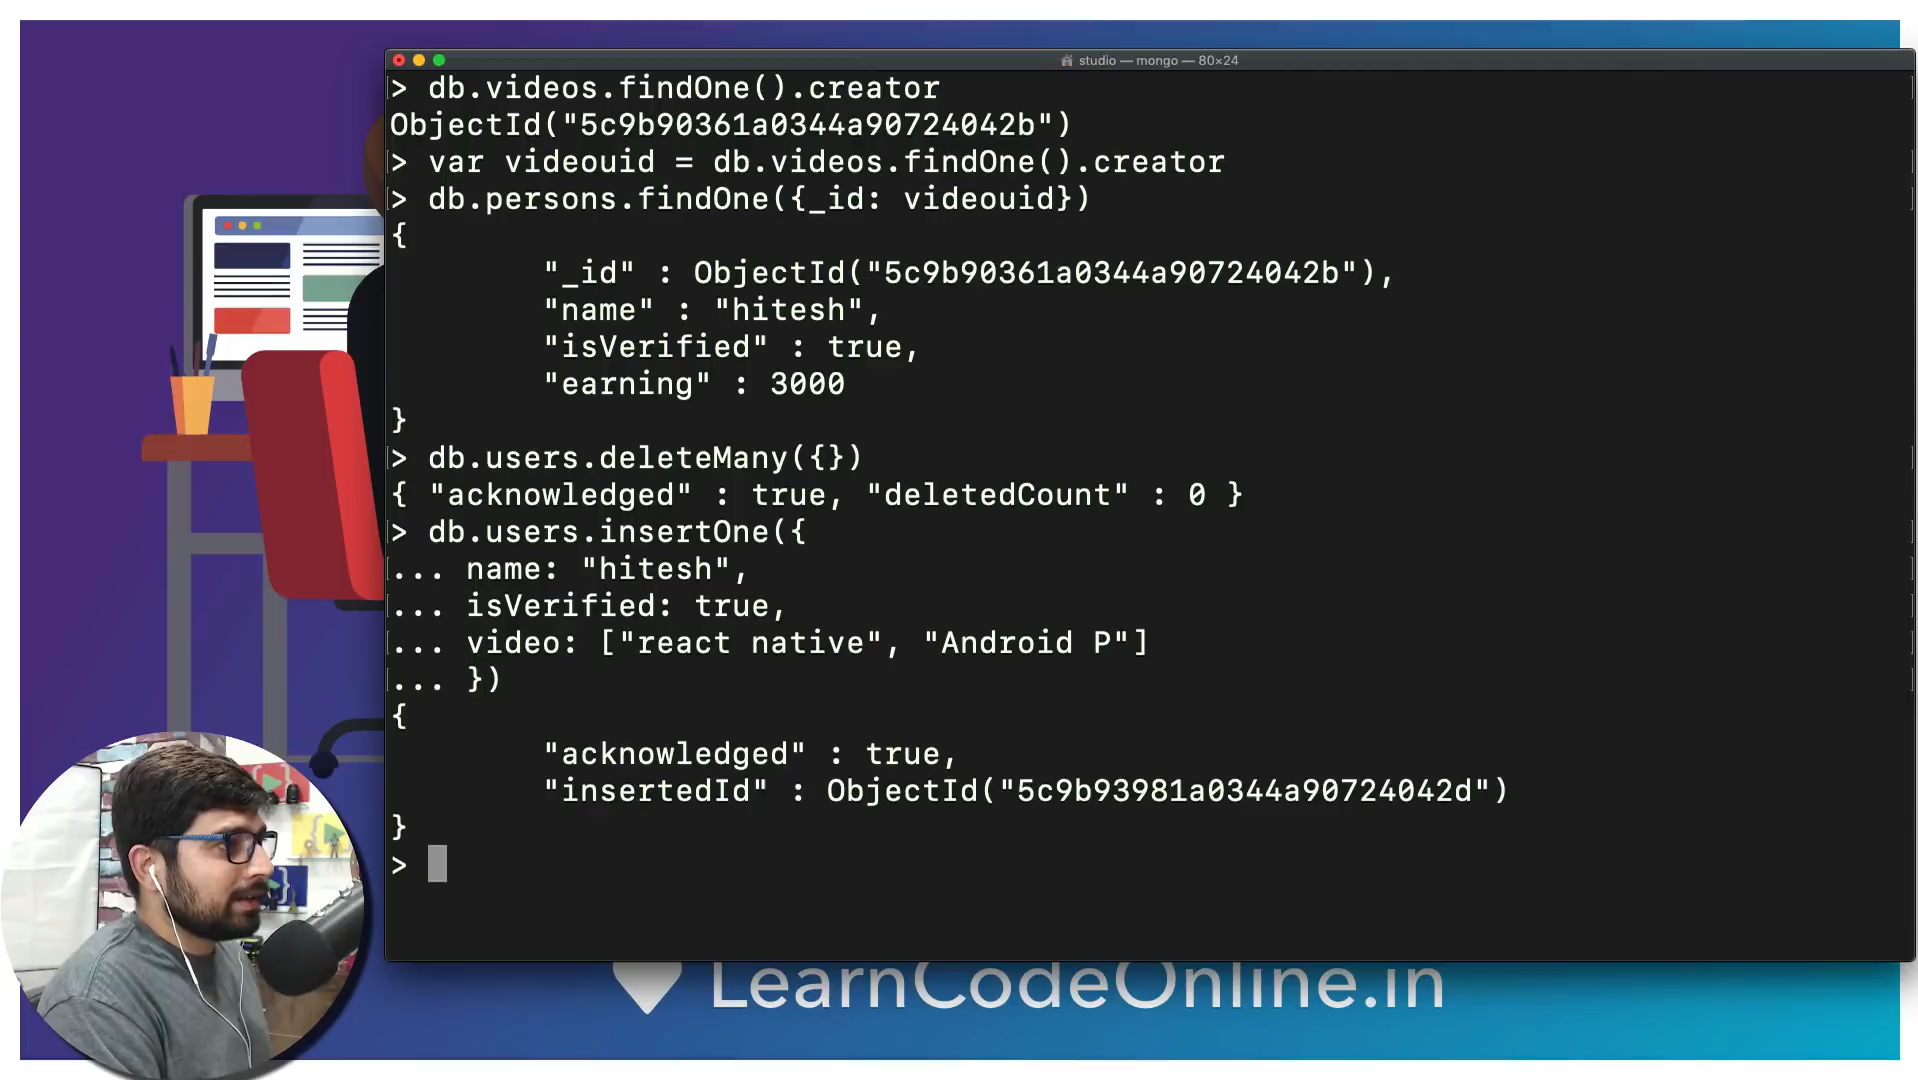 studio — mongo — 80×24
> db.videos.findOne().creator
ObjectId("5c9b90361a0344a90724042b")
> var videouid = db.videos.findOne().creator
> db.persons.findOne({_id: videouid})
{
"_id" : ObjectId("5c9b90361a0344a90724042b"),
"name" : "hitesh",
"isVerified" : true,
"earning" : 3000
}
> db.users.deleteMany({})
{ "acknowledged" : true, "deletedCount" : 0 }
> db.users.insertOne({
... name: "hitesh",
... isVerified: true,
... video: ["react native", "Android P"]
... })
{
"acknowledged" : true,
"insertedId" : ObjectId("5c9b93981a0344a90724042d")
}
>
LearnCodeOnline.in